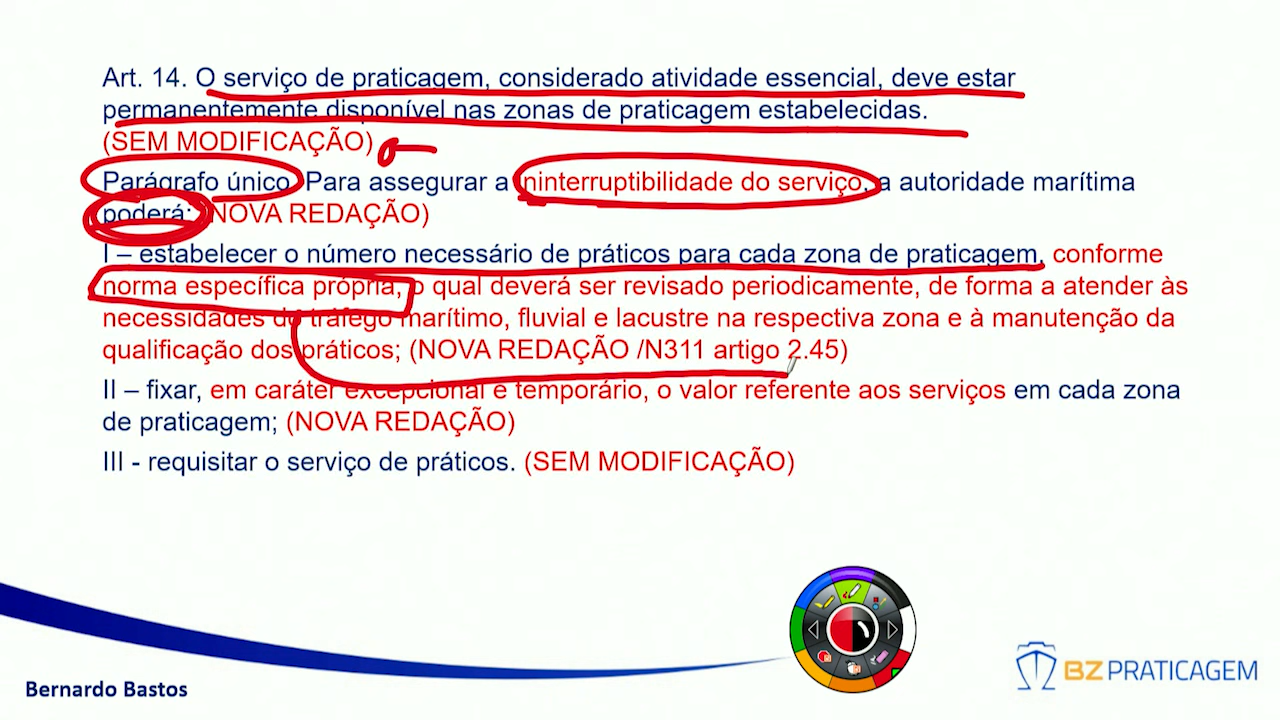 Art. 14. O serviço de praticagem, considerado atividade essencial, deve estar
permanentemente disponível nas zonas de praticagem estabelecidas.
(SEM MODIFICAÇÃO)
Parágrafo único. Para assegurar a ininterruptibilidade do serviço, a autoridade marítima
poderá: (NOVA REDAÇÃO)
I – estabelecer o número necessário de práticos para cada zona de praticagem, conforme
norma específica própria, o qual deverá ser revisado periodicamente, de forma a atender às
necessidades do tráfego marítimo, fluvial e lacustre na respectiva zona e à manutenção da
qualificação dos práticos; (NOVA REDAÇÃO /N311 artigo 2.45)
II – fixar, em caráter excepcional e temporário, o valor referente aos serviços em cada zona
de praticagem; (NOVA REDAÇÃO)
III - requisitar o serviço de práticos. (SEM MODIFICAÇÃO)
Bernardo Bastos
BZPRATICAGEM